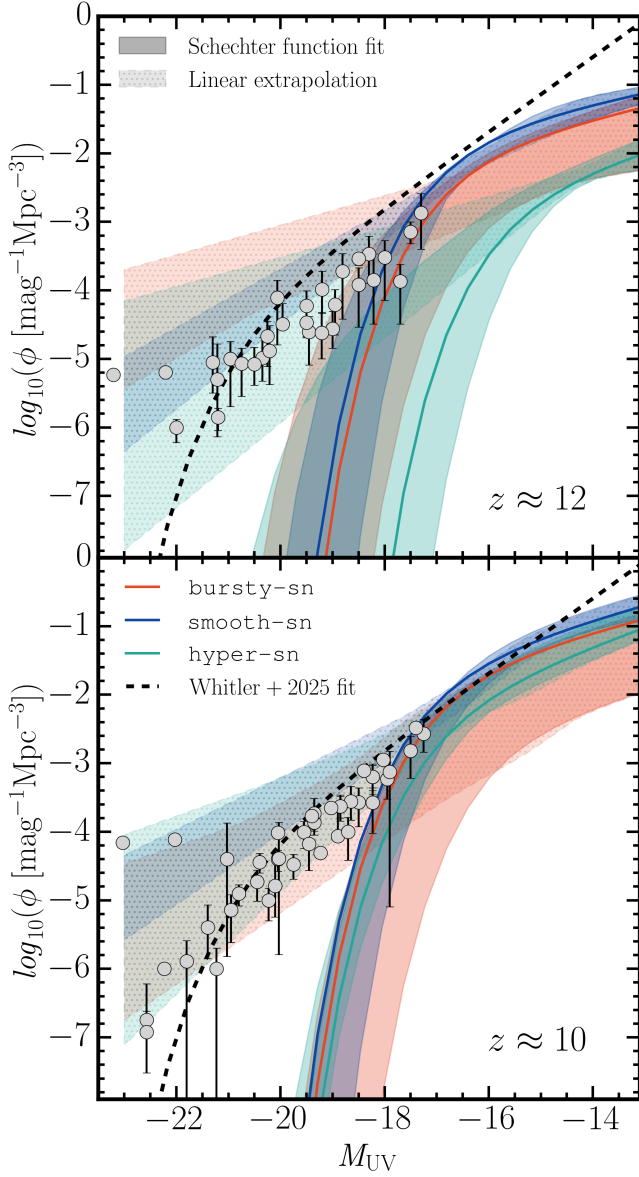 0
Schechter function fit
−1
Linear extrapolation
−2
−3
−4
−5
−6
−7
log₁₀(ϕ [mag⁻¹Mpc⁻³])
z ≈ 12
0
bursty-sn
−1
smooth-sn
hyper-sn
−2
Whitler + 2025 fit
−3
−4
−5
−6
−7
log₁₀(ϕ [mag⁻¹Mpc⁻³])
z ≈ 10
−22 −20 −18 −16 −14
M_UV